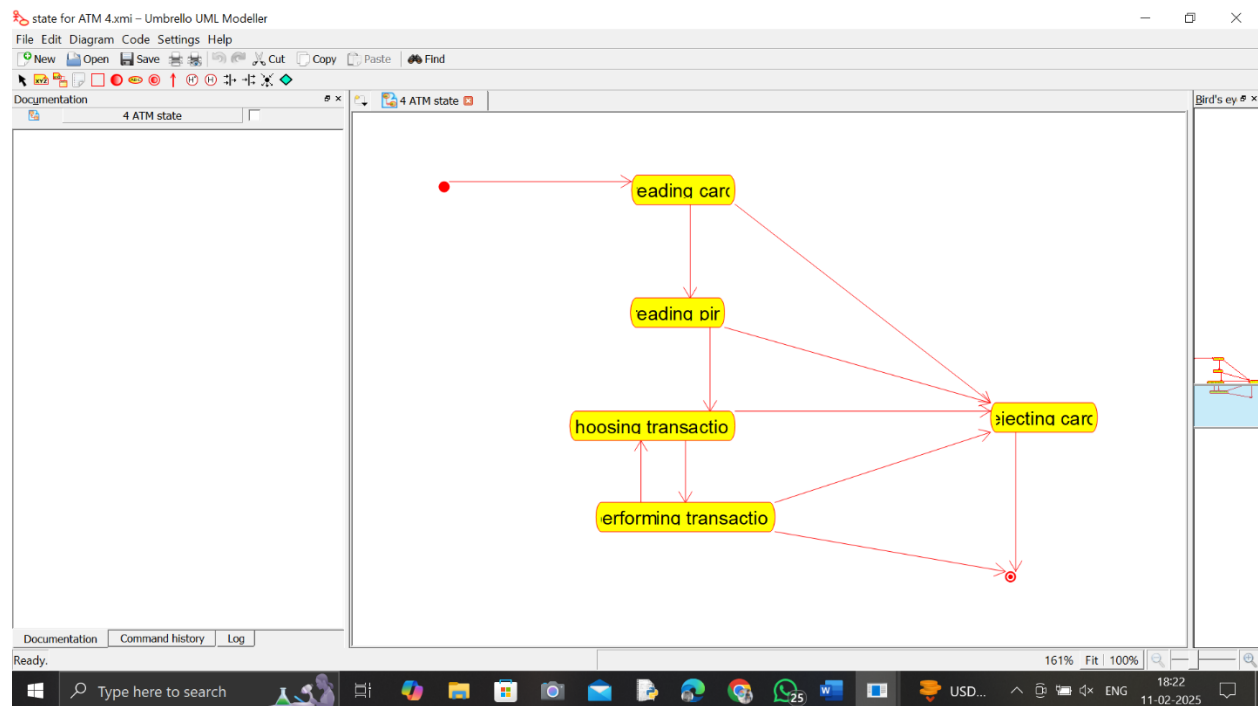 state for ATM 4.xmi – Umbrello UML Modeller
File Edit Diagram Code Settings Help
New Open Save Cut Copy Paste Find
Documentation
4 ATM state
4 ATM state
Bird's ey
eading car
eading pi
hoosing transactio
ejecting car
erforming transactio
Documentation Command history Log
Ready.
161% Fit 100%
Type here to search
25
USD...
ENG
18:22
11-02-2025